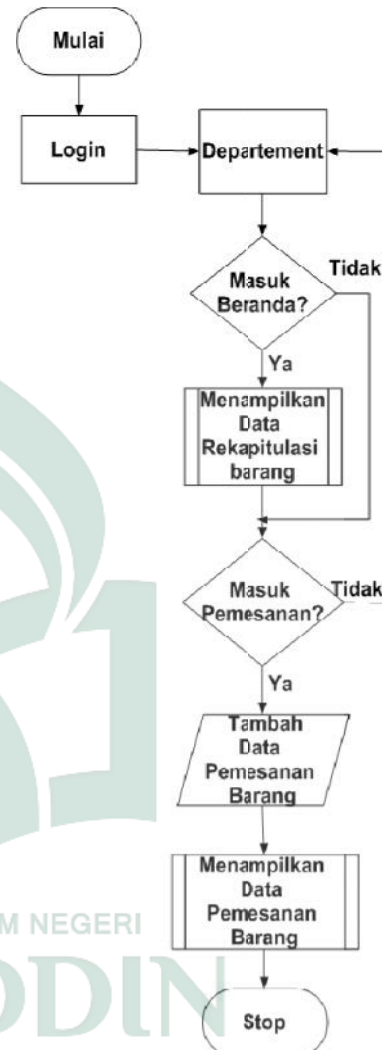 Mulai
Login
Departement
Masuk
Beranda?
Tidak
Ya
Menampilkan
Data
Rekapitulasi
barang
Masuk
Pemesanan?
Tidak
Ya
Tambah
Data
Pemesanan
Barang
Menampilkan
Data
Pemesanan
Barang
M NEGERI
DDIN
Stop